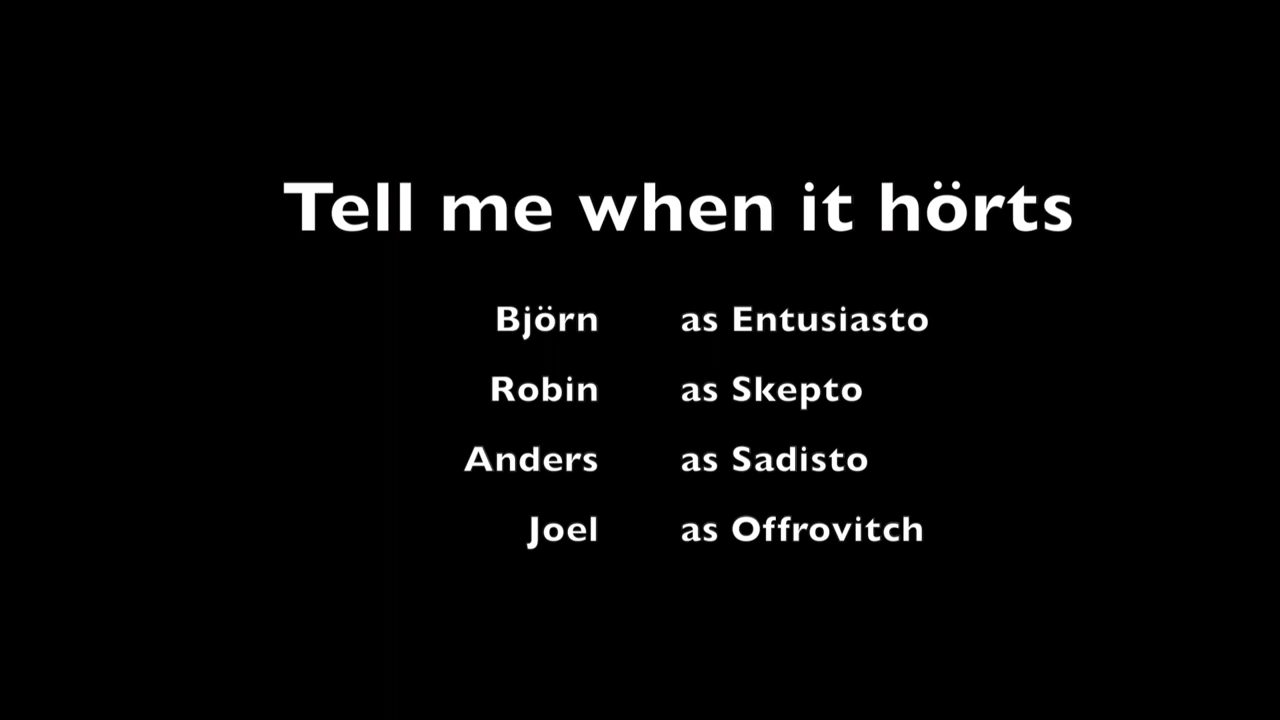 Tell me when it hörts
Björn as Entusiasto
Robin as Skepto
Anders as Sadisto
Joel as Offrovitch